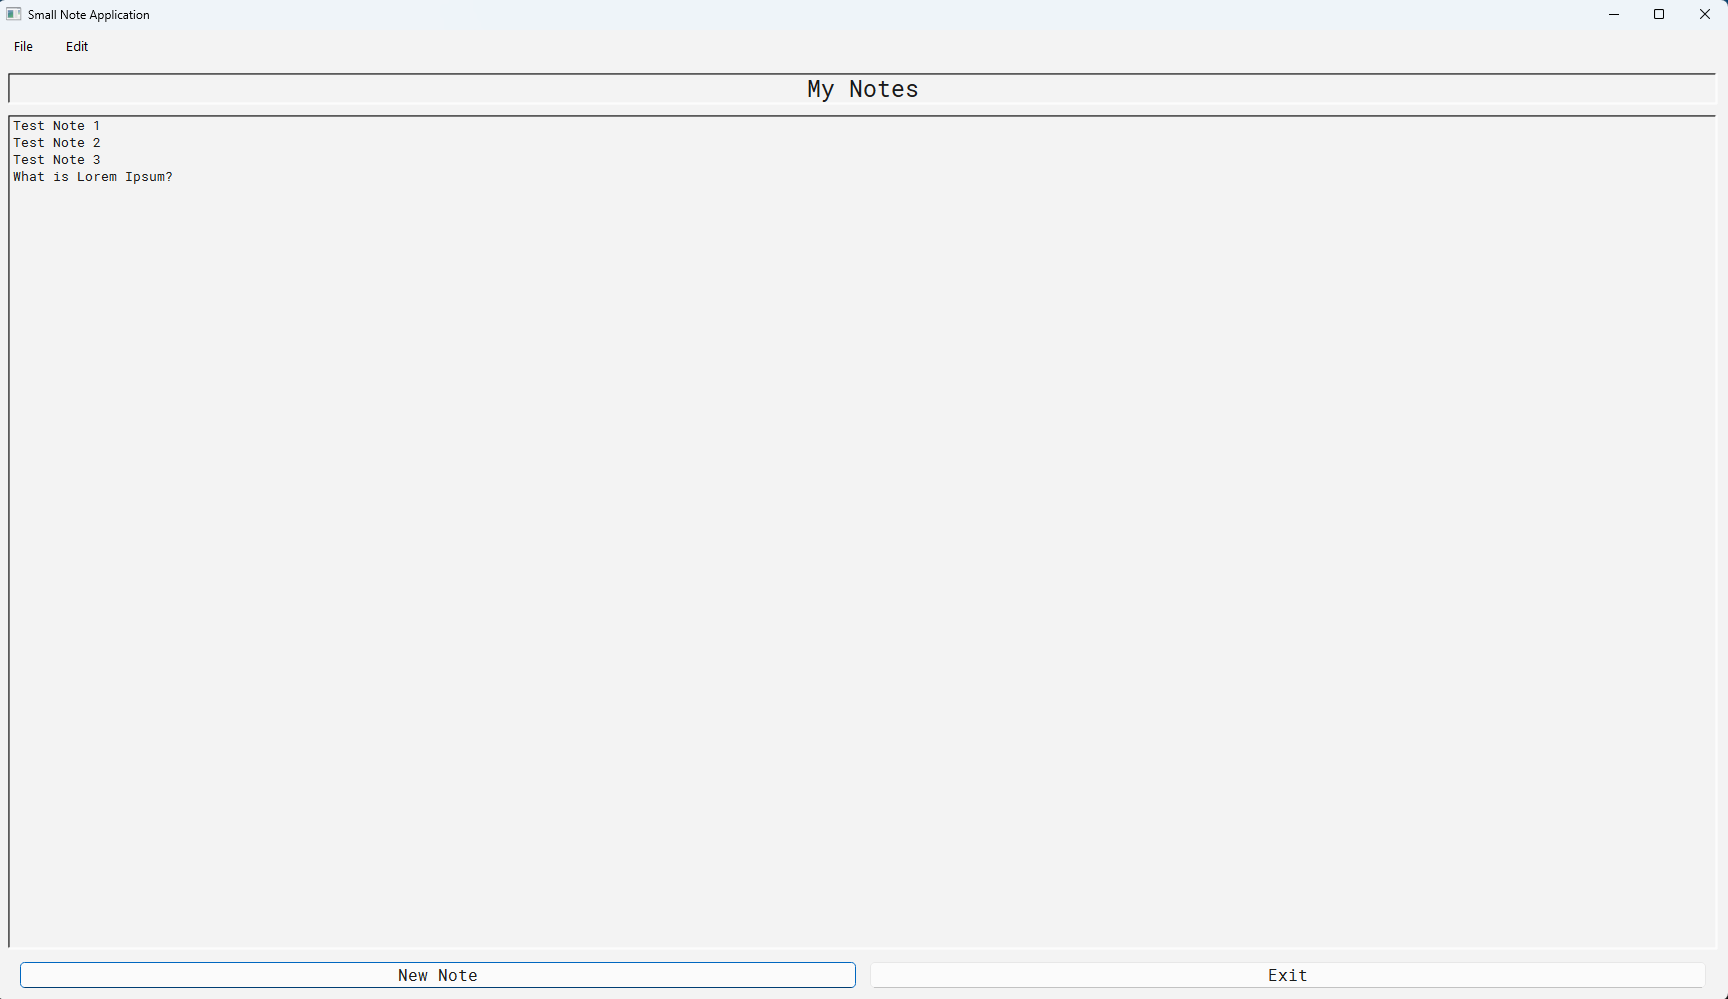 Small Note Application
File Edit
My Notes
Test Note 1
Test Note 2
Test Note 3
What is Lorem Ipsum?
New Note Exit